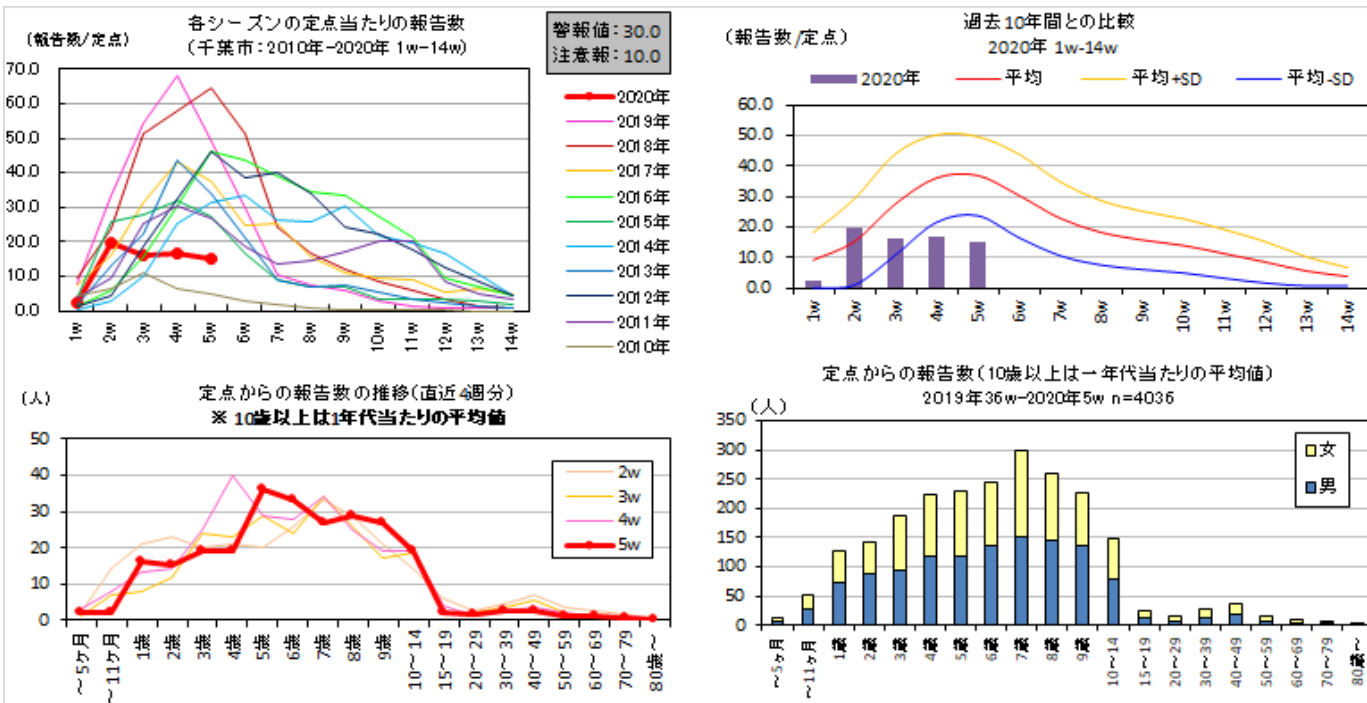 各シーズンの定点当たりの報告数
(千葉市:2010年-2020年 1w-14w)
(報告数/定点)
警報値:30.0
注意報:10.0
70.0
60.0
50.0
40.0
30.0
20.0
10.0
0.0
1w
2w
3w
4w
5w
6w
7w
8w
9w
10w
11w
12w
13w
14w
2020年
2019年
2018年
2017年
2016年
2015年
2014年
2013年
2012年
2011年
2010年
過去10年間との比較
2020年 1w-14w
(報告数/定点)
2020年
平均
平均+SD
平均-SD
60.0
50.0
40.0
30.0
20.0
10.0
0.0
1w
2w
3w
4w
5w
6w
7w
8w
9w
10w
11w
12w
13w
14w
定点からの報告数の推移(直近4週分)
※ 10歳以上は1年代当たりの平均値
(人)
50
40
30
20
10
0
2w
3w
4w
5w
~5ヶ月
~11ヶ月
1歳
2歳
3歳
4歳
5歳
6歳
7歳
8歳
9歳
10~14
15~19
20~29
30~39
40~49
50~59
60~69
70~79
80歳~
定点からの報告数(10歳以上は一年代当たりの平均値)
2019年36w-2020年5w n=4036
(人)
350
300
250
200
150
100
50
0
女
男
~5ヶ月
~11ヶ月
1歳
2歳
3歳
4歳
5歳
6歳
7歳
8歳
9歳
10~14
15~19
20~29
30~39
40~49
50~59
60~69
70~79
80歳~